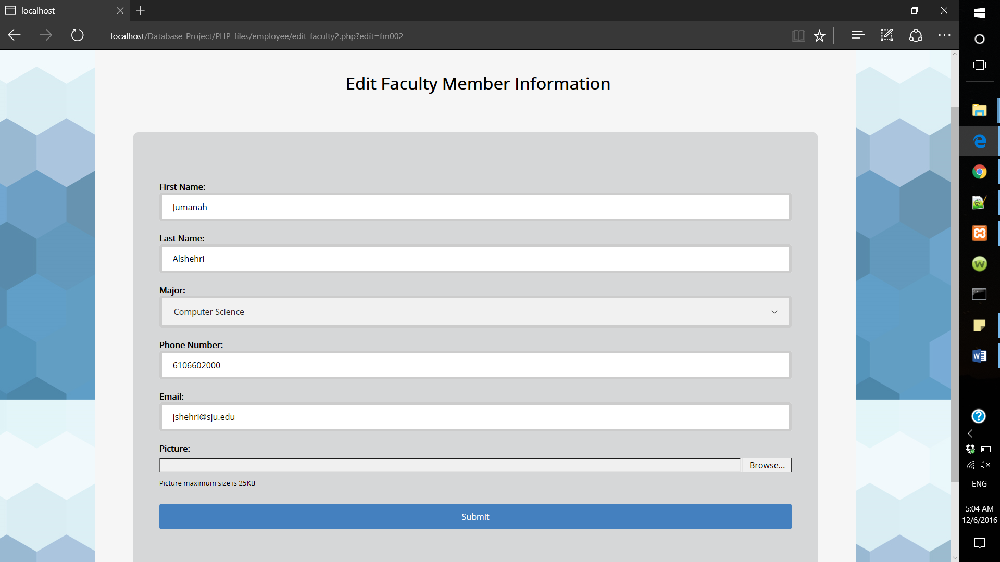 localhost
localhost/Database_Project/PHP_files/employee/edit_faculty2.php?edit=fm002
Edit Faculty Member Information
First Name:
Jumanah
Last Name:
Alshehri
Major:
Computer Science
Phone Number:
6106602000
Email:
jshehri@sju.edu
Picture:
Browse...
Picture maximum size is 25KB
Submit
ENG
5:04 AM
12/6/2016